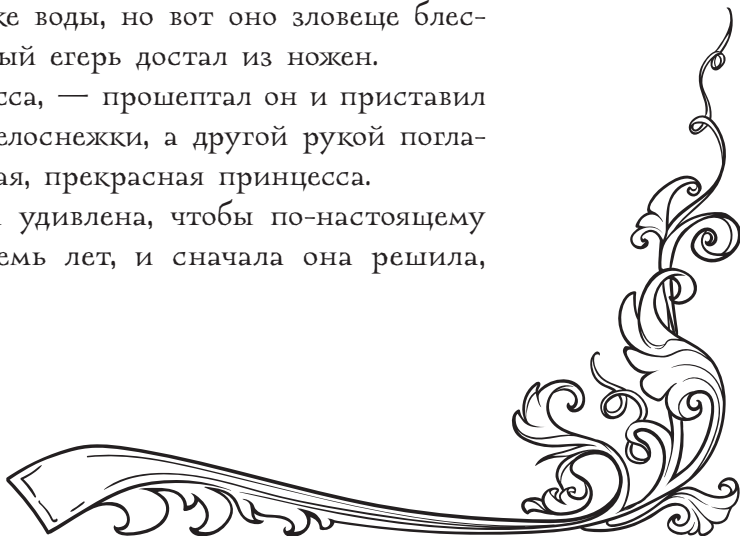 же воды, но вот оно зловеще блес-
ый егерь достал из ножен.
сса, — прошептал он и приставил
елоснежки, а другой рукой погла-
ая, прекрасная принцесса.
удивлена, чтобы по-настоящему
емь лет, и сначала она решила,